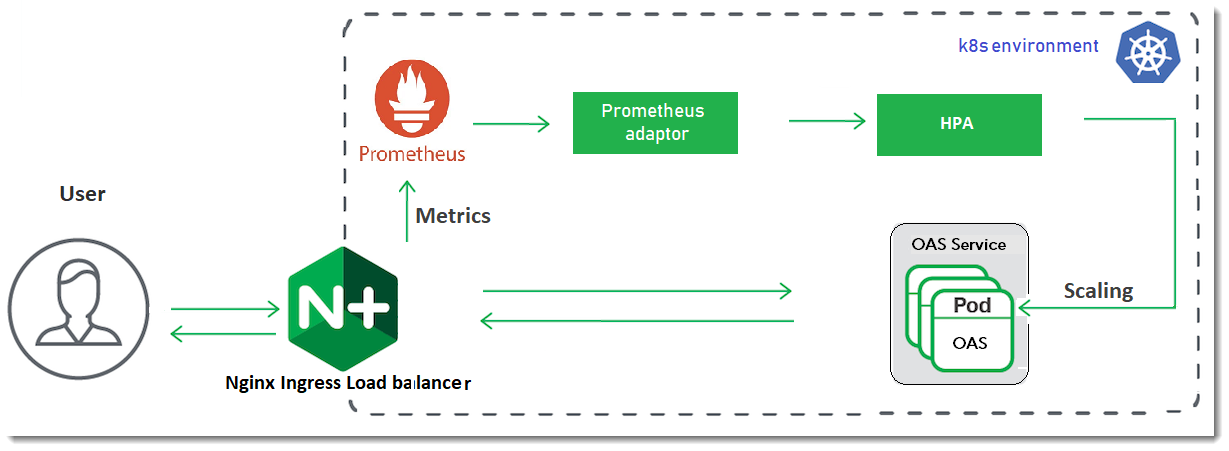 k8s environment
Prometheus
Prometheus
adaptor
HPA
User
Metrics
OAS Service
Pod
OAS
Scaling
N+
Nginx Ingress Load balancer